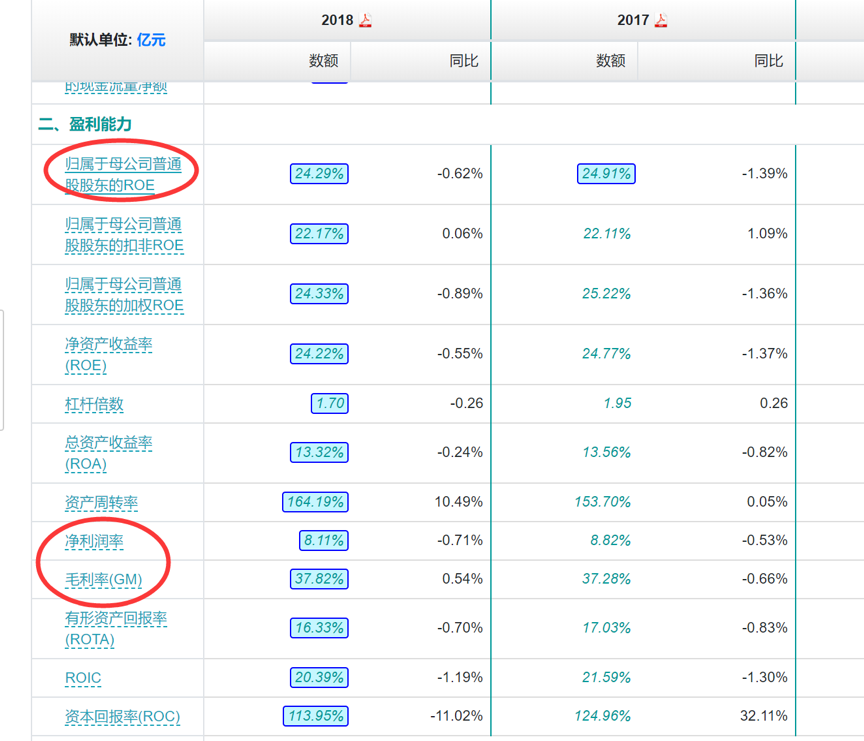 默认单位: 亿元
2018
2017
数额 同比 数额 同比
的现金流量净额
二、盈利能力
归属于母公司普通
股股东的ROE
24.29% -0.62% 24.91% -1.39%
归属于母公司普通
股股东的扣非ROE
22.17% 0.06% 22.11% 1.09%
归属于母公司普通
股股东的加权ROE
24.33% -0.89% 25.22% -1.36%
净资产收益率
(ROE)
24.22% -0.55% 24.77% -1.37%
杠杆倍数 1.70 -0.26 1.95 0.26
总资产收益率
(ROA)
13.32% -0.24% 13.56% -0.82%
资产周转率 164.19% 10.49% 153.70% 0.05%
净利润率 8.11% -0.71% 8.82% -0.53%
毛利率(GM) 37.82% 0.54% 37.28% -0.66%
有形资产回报率
(ROTA)
16.33% -0.70% 17.03% -0.83%
ROIC 20.39% -1.19% 21.59% -1.30%
资本回报率(ROC) 113.95% -11.02% 124.96% 32.11%